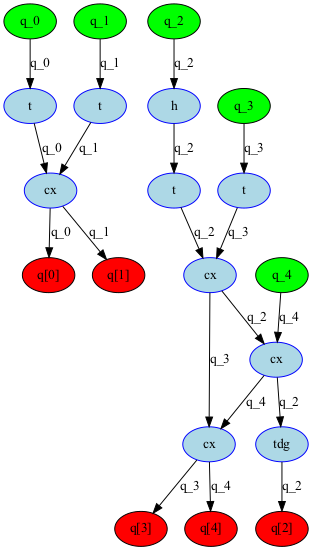 q_0 q_1 q_2
q_0 q_1 q_2
t t h q_3
q_0 q_1 q_2 q_3
cx t t
q_0 q_1 q_2 q_3
q[0] q[1] cx q_4
q_2 q_4
q_3 cx
q_4 q_2
cx tdg
q_3 q_4 q_2
q[3] q[4] q[2]